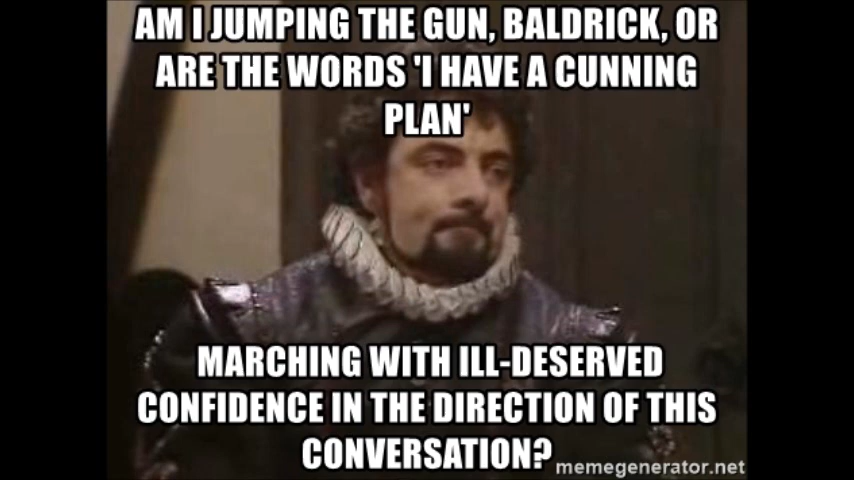 AM I JUMPING THE GUN, BALDRICK, OR
ARE THE WORDS 'I HAVE A CUNNING
PLAN'
MARCHING WITH ILL-DESERVED
CONFIDENCE IN THE DIRECTION OF THIS
CONVERSATION?
memegenerator.net